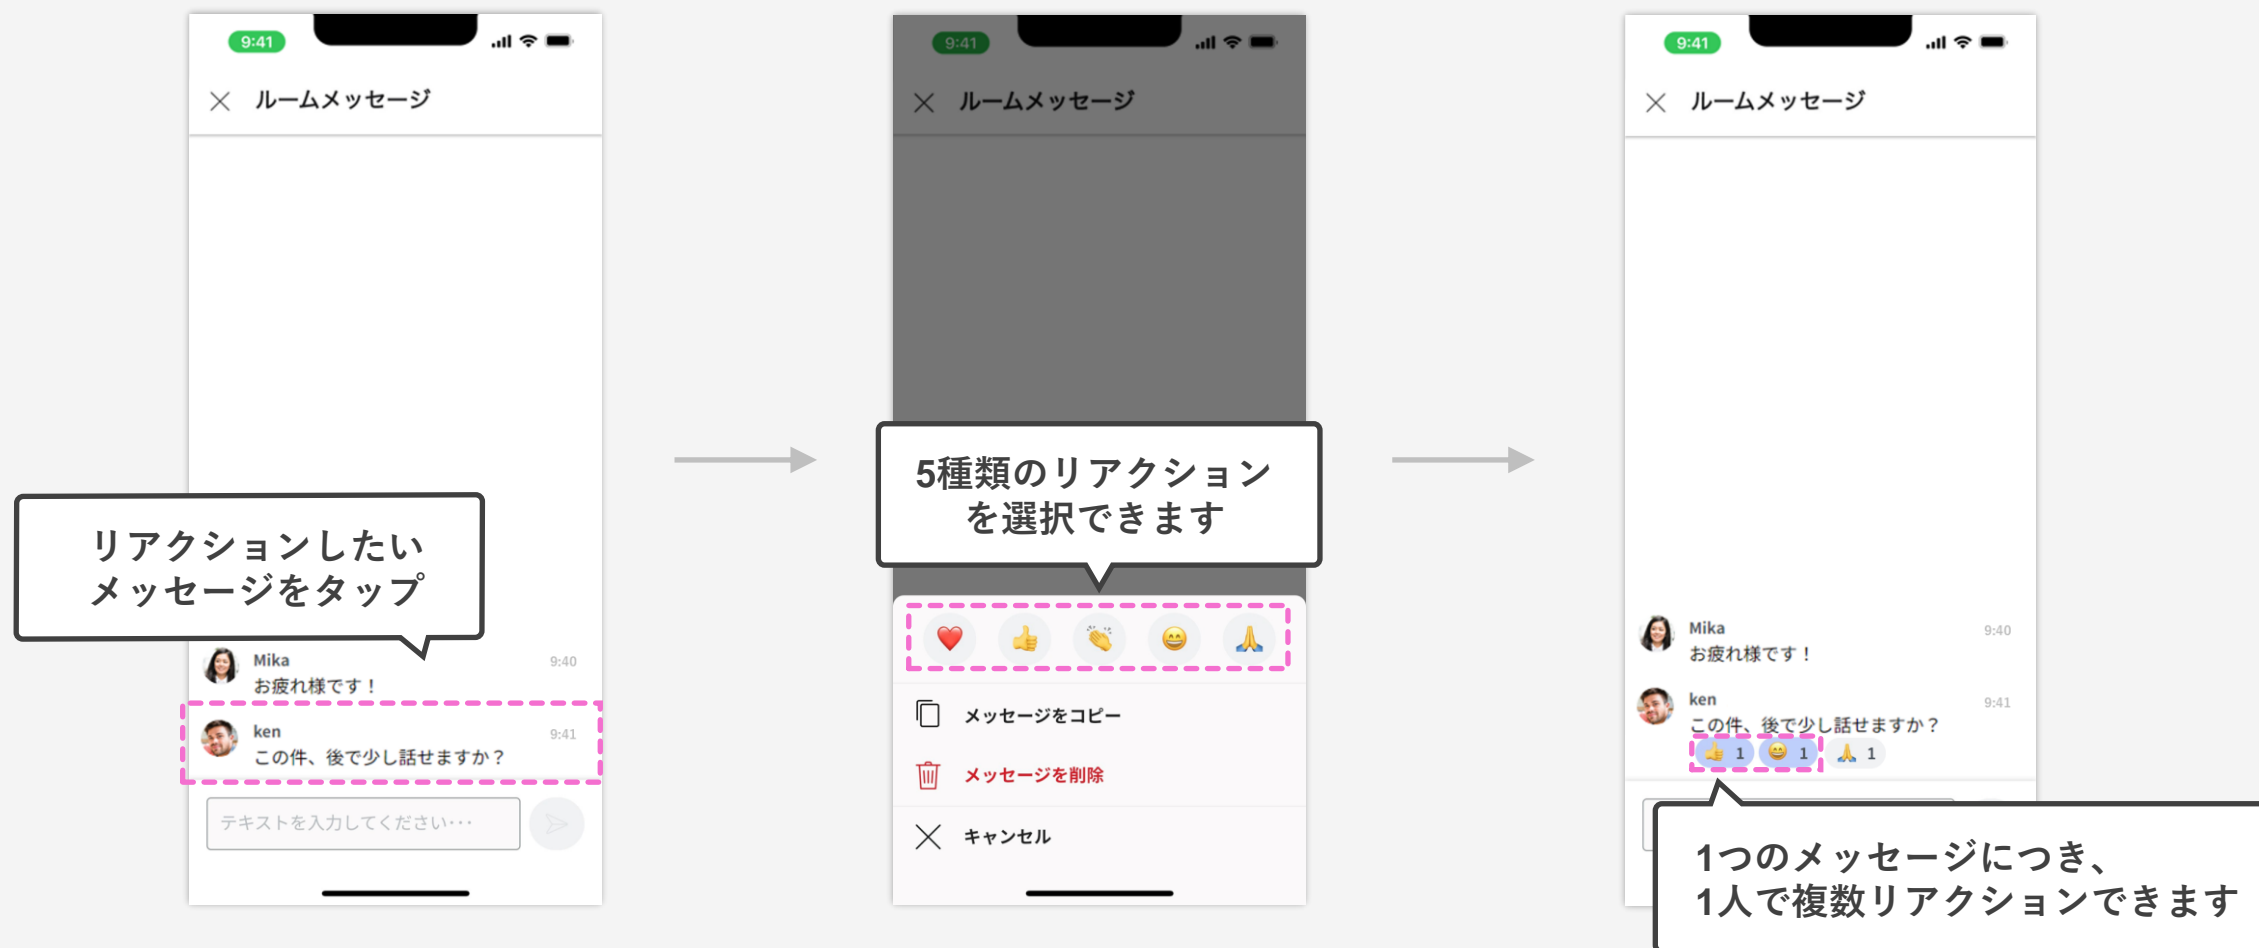 9:41
ルームメッセージ
リアクションしたい
メッセージをタップ
Mika
9:40
お疲れ様です！
ken
9:41
この件、後で少し話せますか？
テキストを入力してください･･･
9:41
ルームメッセージ
5種類のリアクション
を選択できます
メッセージをコピー
メッセージを削除
キャンセル
9:41
ルームメッセージ
Mika
9:40
お疲れ様です！
ken
9:41
この件、後で少し話せますか？
👍 1 😄 1 🙏 1
1つのメッセージにつき、
1人で複数リアクションできます